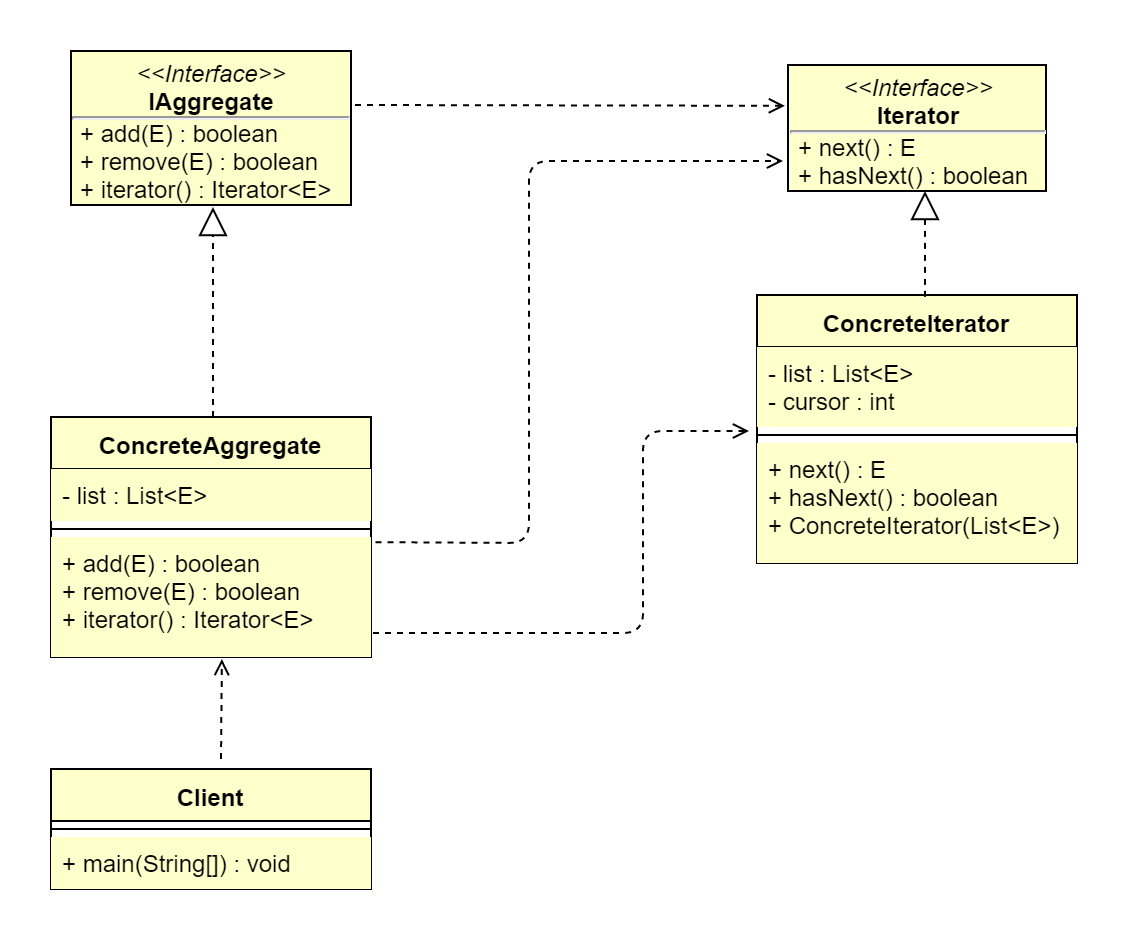 <<Interface>>
IAggregate
+ add(E) : boolean
+ remove(E) : boolean
+ iterator() : Iterator<E>
<<Interface>>
Iterator
+ next() : E
+ hasNext() : boolean
ConcreteIterator
- list : List<E>
- cursor : int
+ next() : E
+ hasNext() : boolean
+ ConcreteIterator(List<E>)
ConcreteAggregate
- list : List<E>
+ add(E) : boolean
+ remove(E) : boolean
+ iterator() : Iterator<E>
Client
+ main(String[]) : void